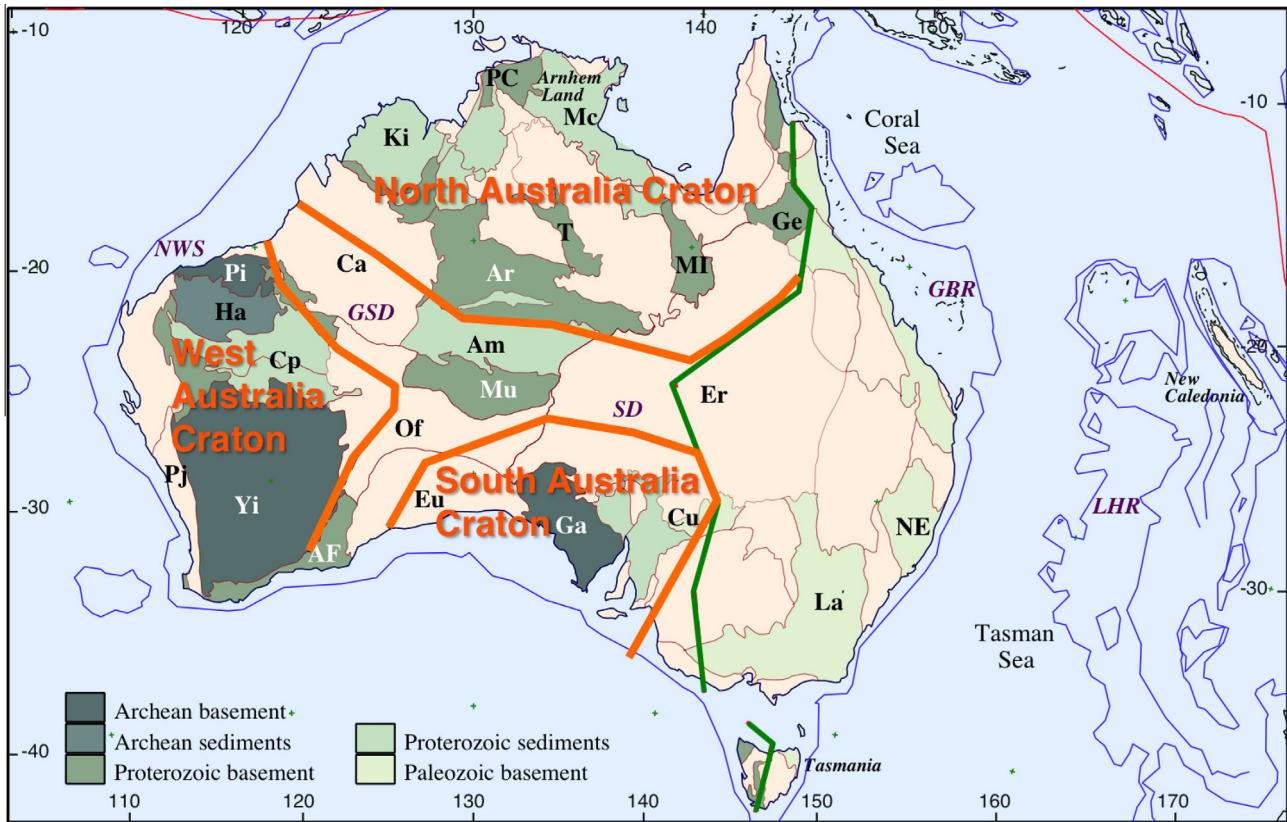 120
130
140
150
-10
-10
PC
Arnhem
Land
Mc
Coral
Sea
Ki
North Australia Craton
T
Ge
NWS
Ca
Ar
MI
Pi
-20
GBR
Ha
GSD
Am
West
Australia
Craton
Cp
-20
Mu
SD
Er
New
Caledonia
Of
Pj
South Australia
Craton
Eu
Yi
-30
Ga
Cu
NE
LHR
AF
-30
La
Tasman
Sea
Archean basement
Archean sediments
Proterozoic sediments
-40
Proterozoic basement
Paleozoic basement
Tasmania
110
120
130
140
150
160
170